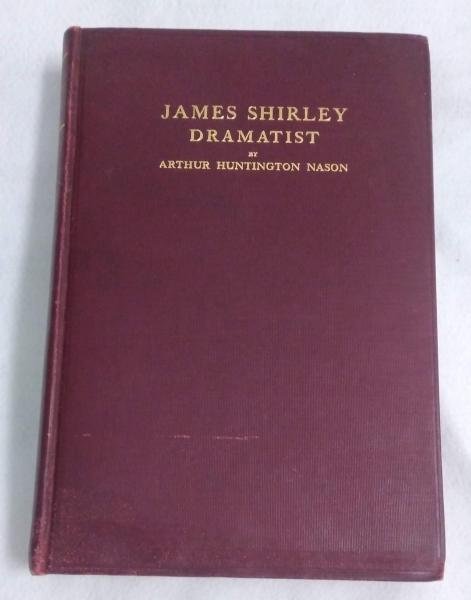 JAMES SHIRLEY
DRAMATIST
BY
ARTHUR HUNTINGTON NASON